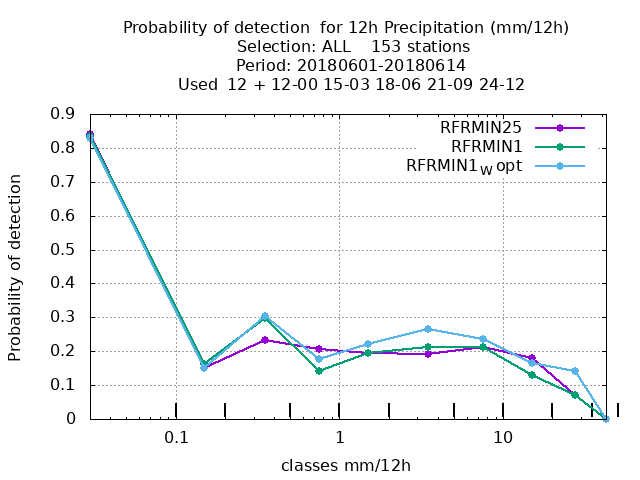 Probability of detection  for 12h Precipitation (mm/12h)
Selection: ALL    153 stations
Period: 20180601-20180614
Used  12 + 12-00 15-03 18-06 21-09 24-12
RFRMIN25
RFRMIN1
RFRMIN1W opt
Probability of detection
0.9
0.8
0.7
0.6
0.5
0.4
0.3
0.2
0.1
0
0.1 1 10
classes mm/12h